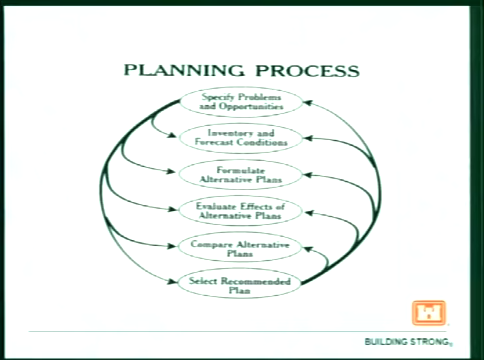 PLANNING PROCESS
Specify Problems
and Opportunities
Inventory and
Forecast Conditions
Formulate
Alternative Plans
Evaluate Effects of
Alternative Plans
Compare Alternative
Plans
Select Recommended
Plan
BUILDING STRONG®